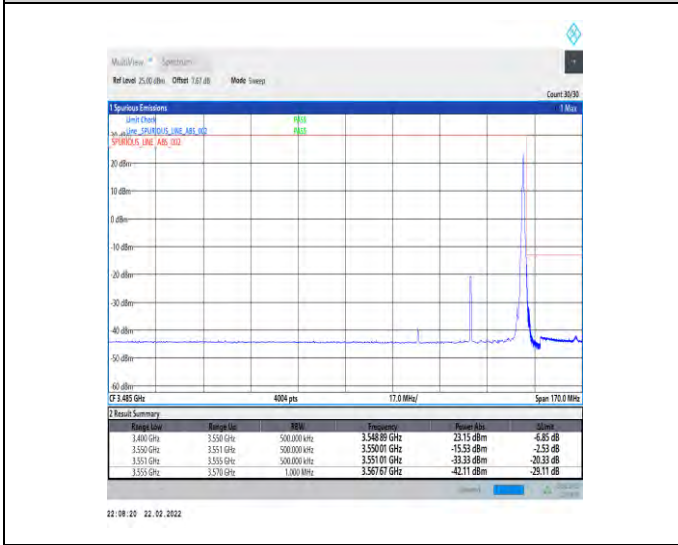 MultiView Spectrum
Ref Level 25.00 dBm Offset 7.67 dB Mode Sweep
Count 30/30
1 Spurious Emissions 1 Max
Limit Check PASS
Line _SPURIOUS_LINE_ABS_002 PASS
SPURIOUS_LINE_ABS_002
20 dBm
10 dBm
0 dBm
-10 dBm
-20 dBm
-30 dBm
-40 dBm
-50 dBm
-60 dBm
CF 3.485 GHz 4004 pts 17.0 MHz/ Span 170.0 MHz
2 Result Summary
Range Low Range Up RBW Frequency Power Abs ΔLimit
3.400 GHz 3.550 GHz 500.000 kHz 3.548 89 GHz 23.15 dBm -6.85 dB
3.550 GHz 3.551 GHz 500.000 kHz 3.550 01 GHz -15.53 dBm -2.53 dB
3.551 GHz 3.555 GHz 500.000 kHz 3.551 01 GHz -33.33 dBm -20.33 dB
3.555 GHz 3.570 GHz 1.000 MHz 3.567 67 GHz -42.11 dBm -29.11 dB
22:08:20 22.02.2022